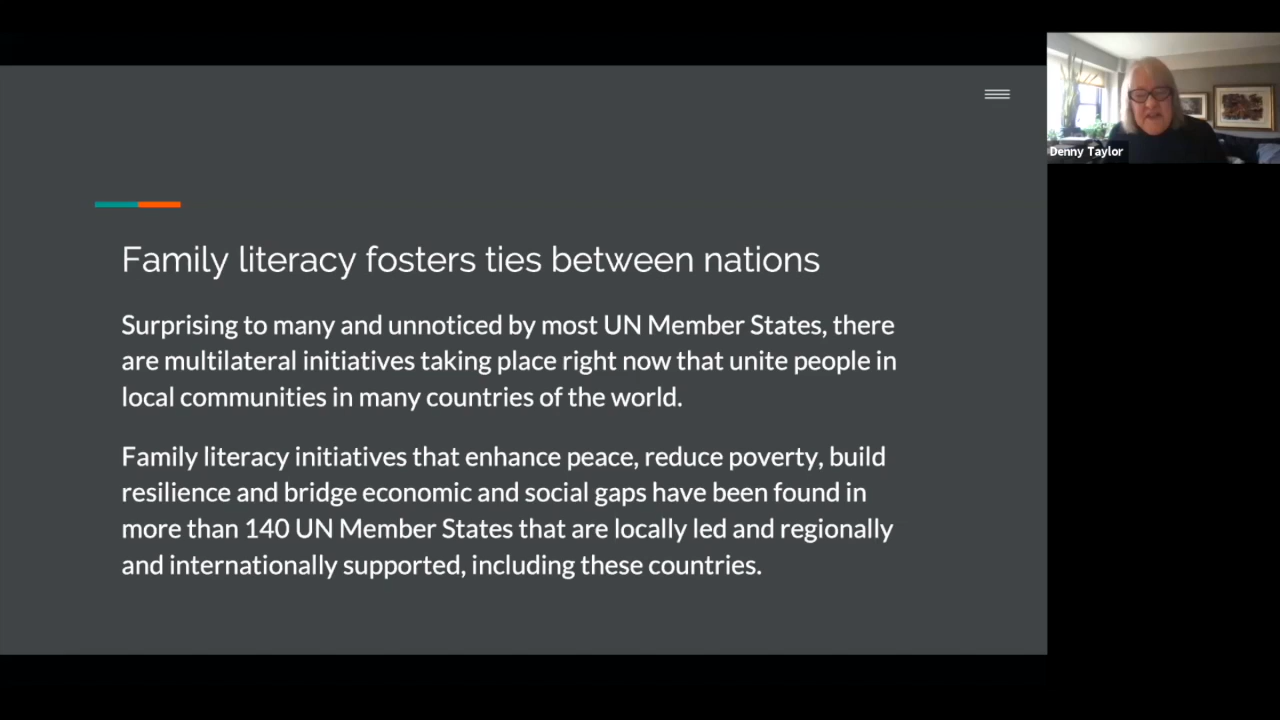 Family literacy fosters ties between nations
Surprising to many and unnoticed by most UN Member States, there
are multilateral initiatives taking place right now that unite people in
local communities in many countries of the world.
Family literacy initiatives that enhance peace, reduce poverty, build
resilience and bridge economic and social gaps have been found in
more than 140 UN Member States that are locally led and regionally
and internationally supported, including these countries.
Denny Taylor